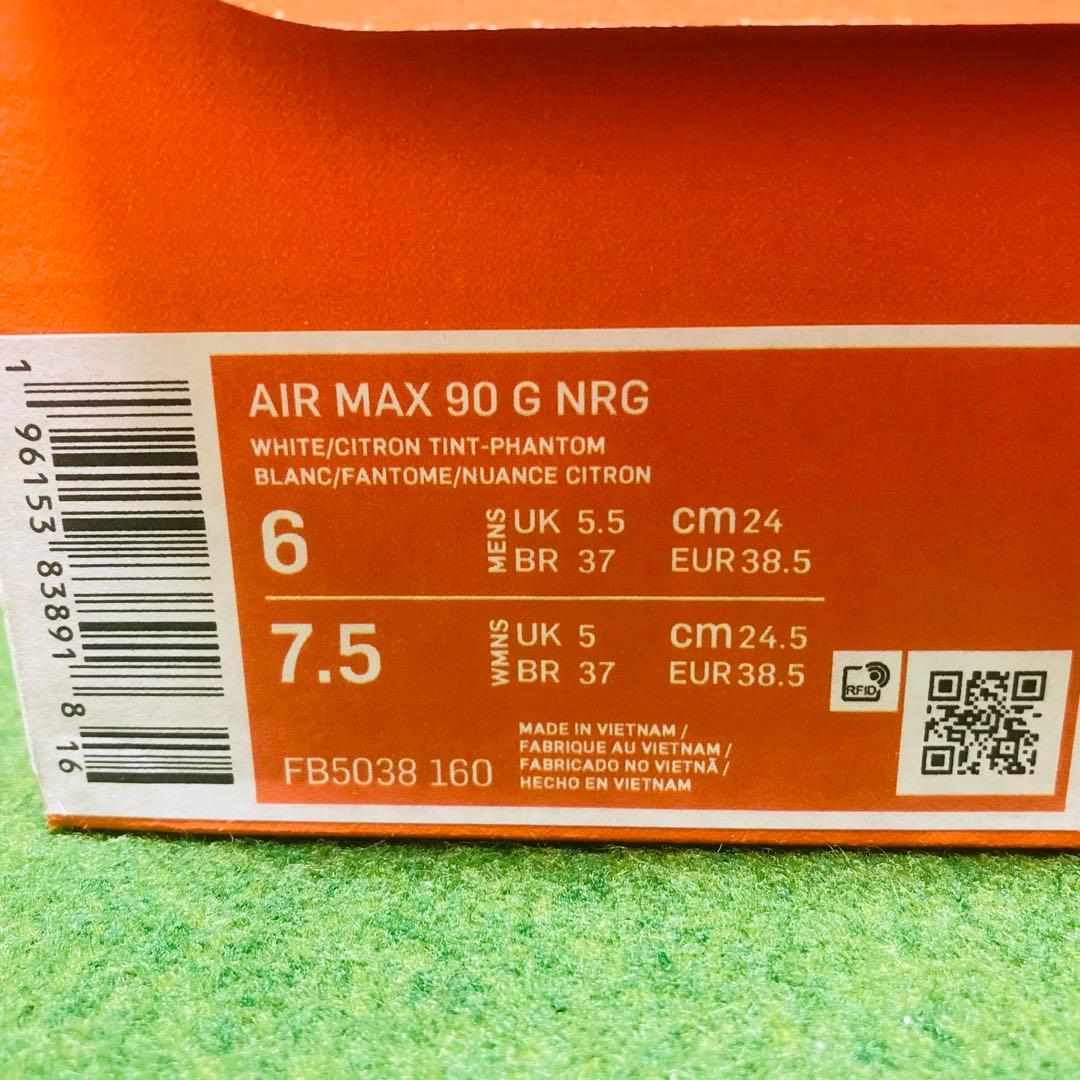 AIR MAX 90 G NRG
WHITE/CITRON TINT-PHANTOM
BLANC/FANTOME/NUANCE CITRON
6 MENS UK 5.5 cm 24
BR 37 EUR 38.5
7.5 WMNS UK 5 cm 24.5
BR 37 EUR 38.5
RFID
MADE IN VIETNAM /
FABRIQUE AU VIETNAM /
FABRICADO NO VIETNÃ /
HECHO EN VIETNAM
FB5038 160
1 96153 83891 8 16